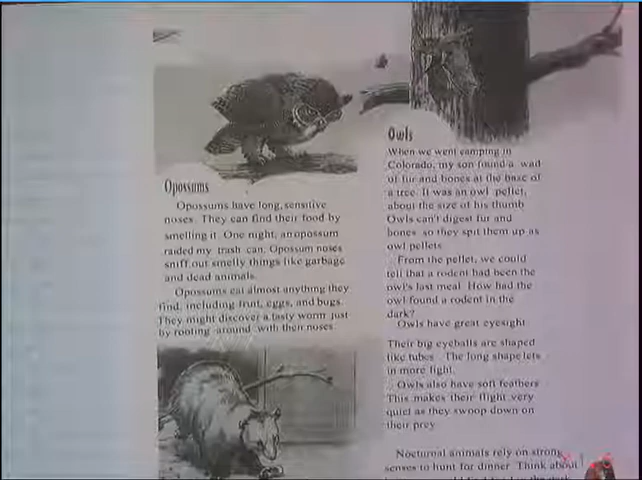 Opossums
Opossums have long, sensitive
noses. They can find their food by
smelling it. One night, an opossum
raided my trash can. Opossum noses
sniff out smelly things like garbage
and dead animals.
Opossums eat almost anything they
find, including fruit, eggs, and bugs.
They might discover a tasty worm just
by rooting around with their noses.
Owls
When we went camping in
Colorado, my son found a wad
of fur and bones at the base of
a tree. It was an owl pellet,
about the size of his thumb.
Owls can't digest fur and
bones so they spit them up as
owl pellets.
From the pellet, we could
tell that a rodent had been the
owl's last meal. How had the
owl found a rodent in the
dark?
Owls have great eyesight.
Their big eyeballs are shaped
like tubes. The long shape lets
in more light.
Owls also have soft feathers.
This makes their flight very
quiet as they swoop down on
their prey.
Nocturnal animals rely on strong
senses to hunt for dinner. Think about